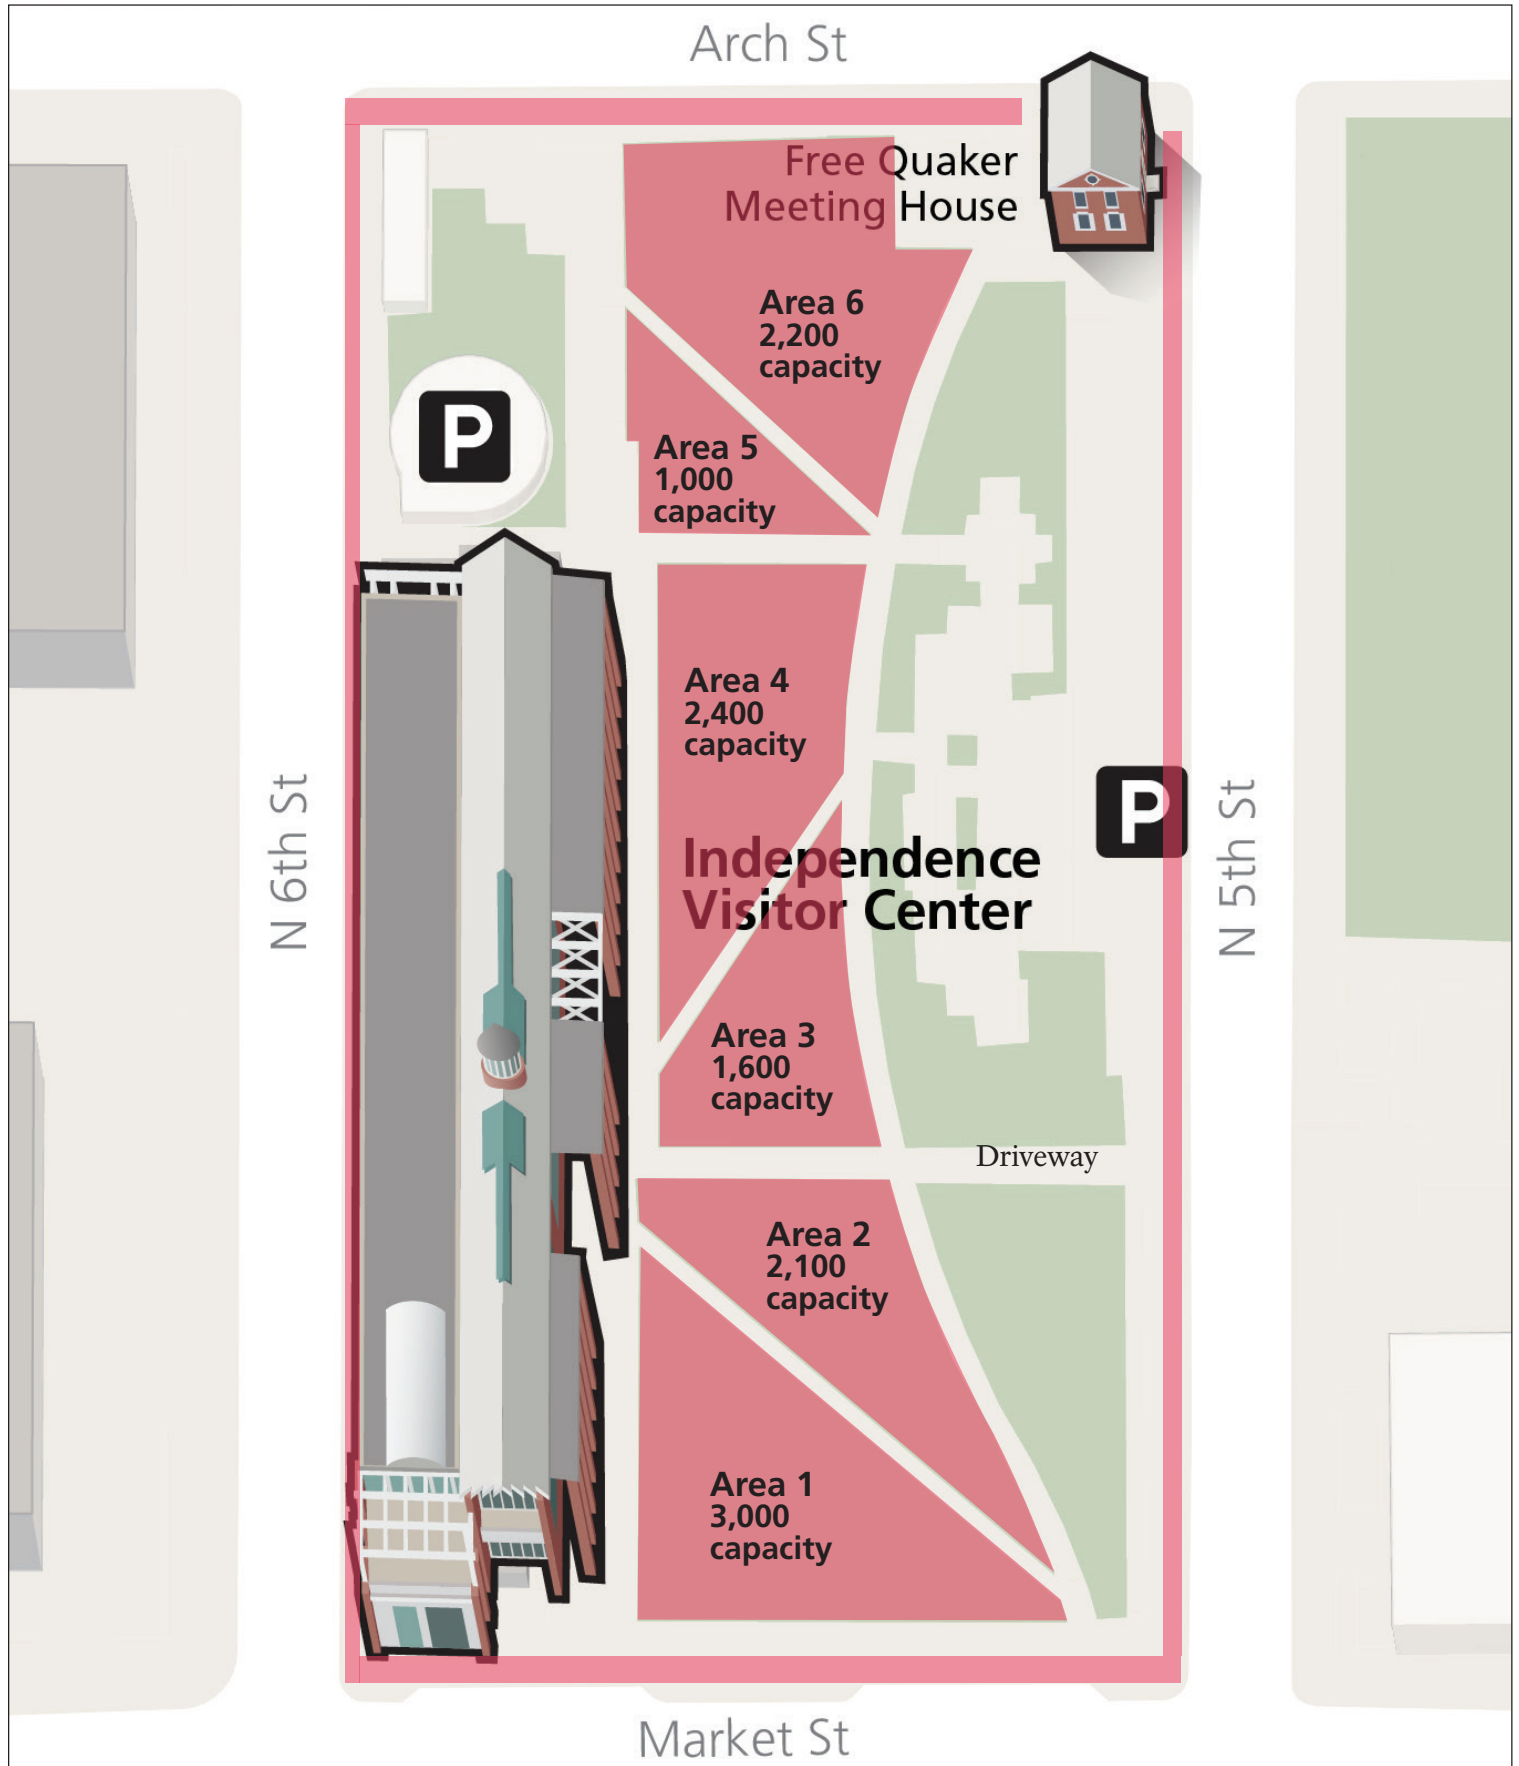 Arch St
Free Quaker
Meeting House
Area 6
2,200
capacity
P
Area 5
1,000
capacity
Area 4
2,400
capacity
N 6th St
P
N 5th St
Independence
Visitor Center
Area 3
1,600
capacity
Driveway
Area 2
2,100
capacity
Area 1
3,000
capacity
Market St